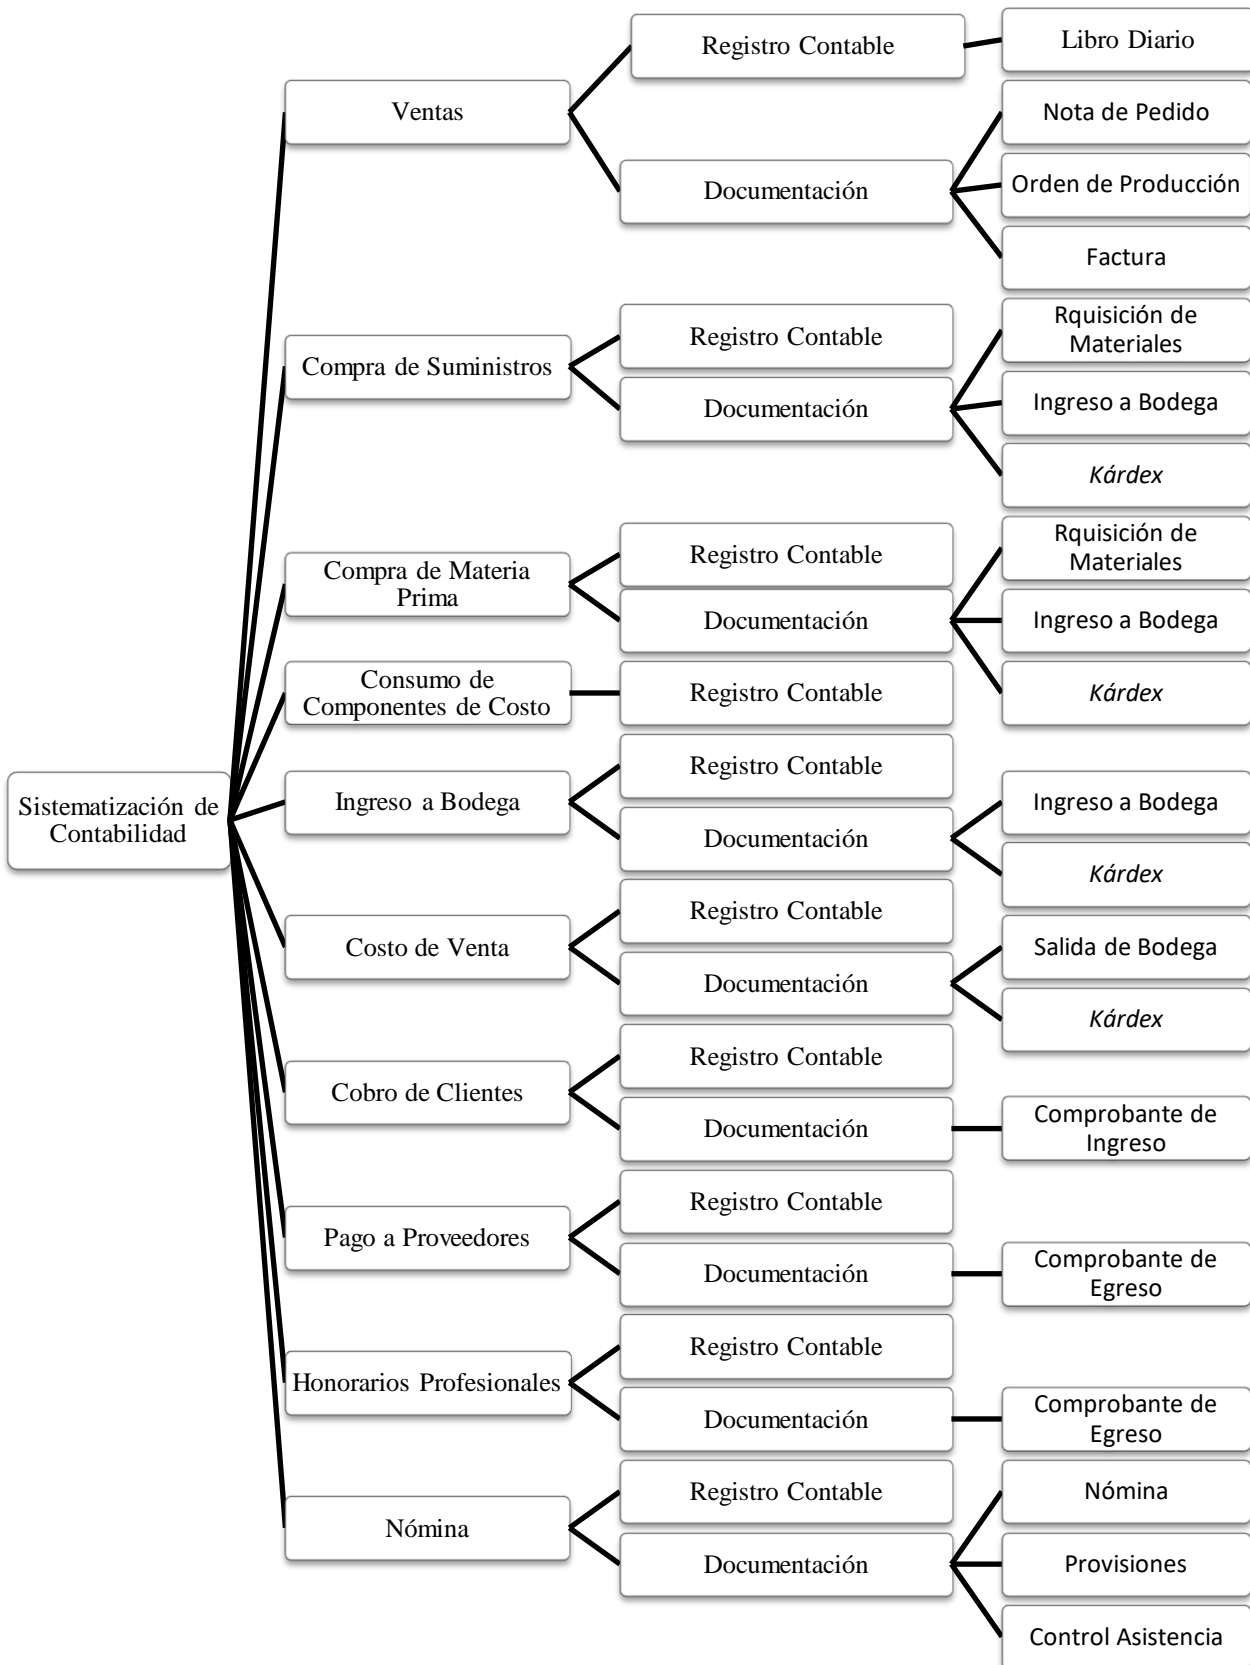 Registro Contable
Libro Diario
Ventas
Nota de Pedido
Documentación
Orden de Producción
Factura
Compra de Suministros
Registro Contable
Documentación
Rquisición de
Materiales
Ingreso a Bodega
Kárdex
Compra de Materia
Prima
Registro Contable
Documentación
Rquisición de
Materiales
Ingreso a Bodega
Kárdex
Consumo de
Componentes de Costo
Registro Contable
Sistematización de
Contabilidad
Ingreso a Bodega
Registro Contable
Documentación
Ingreso a Bodega
Kárdex
Costo de Venta
Registro Contable
Documentación
Salida de Bodega
Kárdex
Cobro de Clientes
Registro Contable
Documentación
Comprobante de
Ingreso
Pago a Proveedores
Registro Contable
Documentación
Comprobante de
Egreso
Honorarios Profesionales
Registro Contable
Documentación
Comprobante de
Egreso
Nómina
Registro Contable
Documentación
Nómina
Provisiones
Control Asistencia